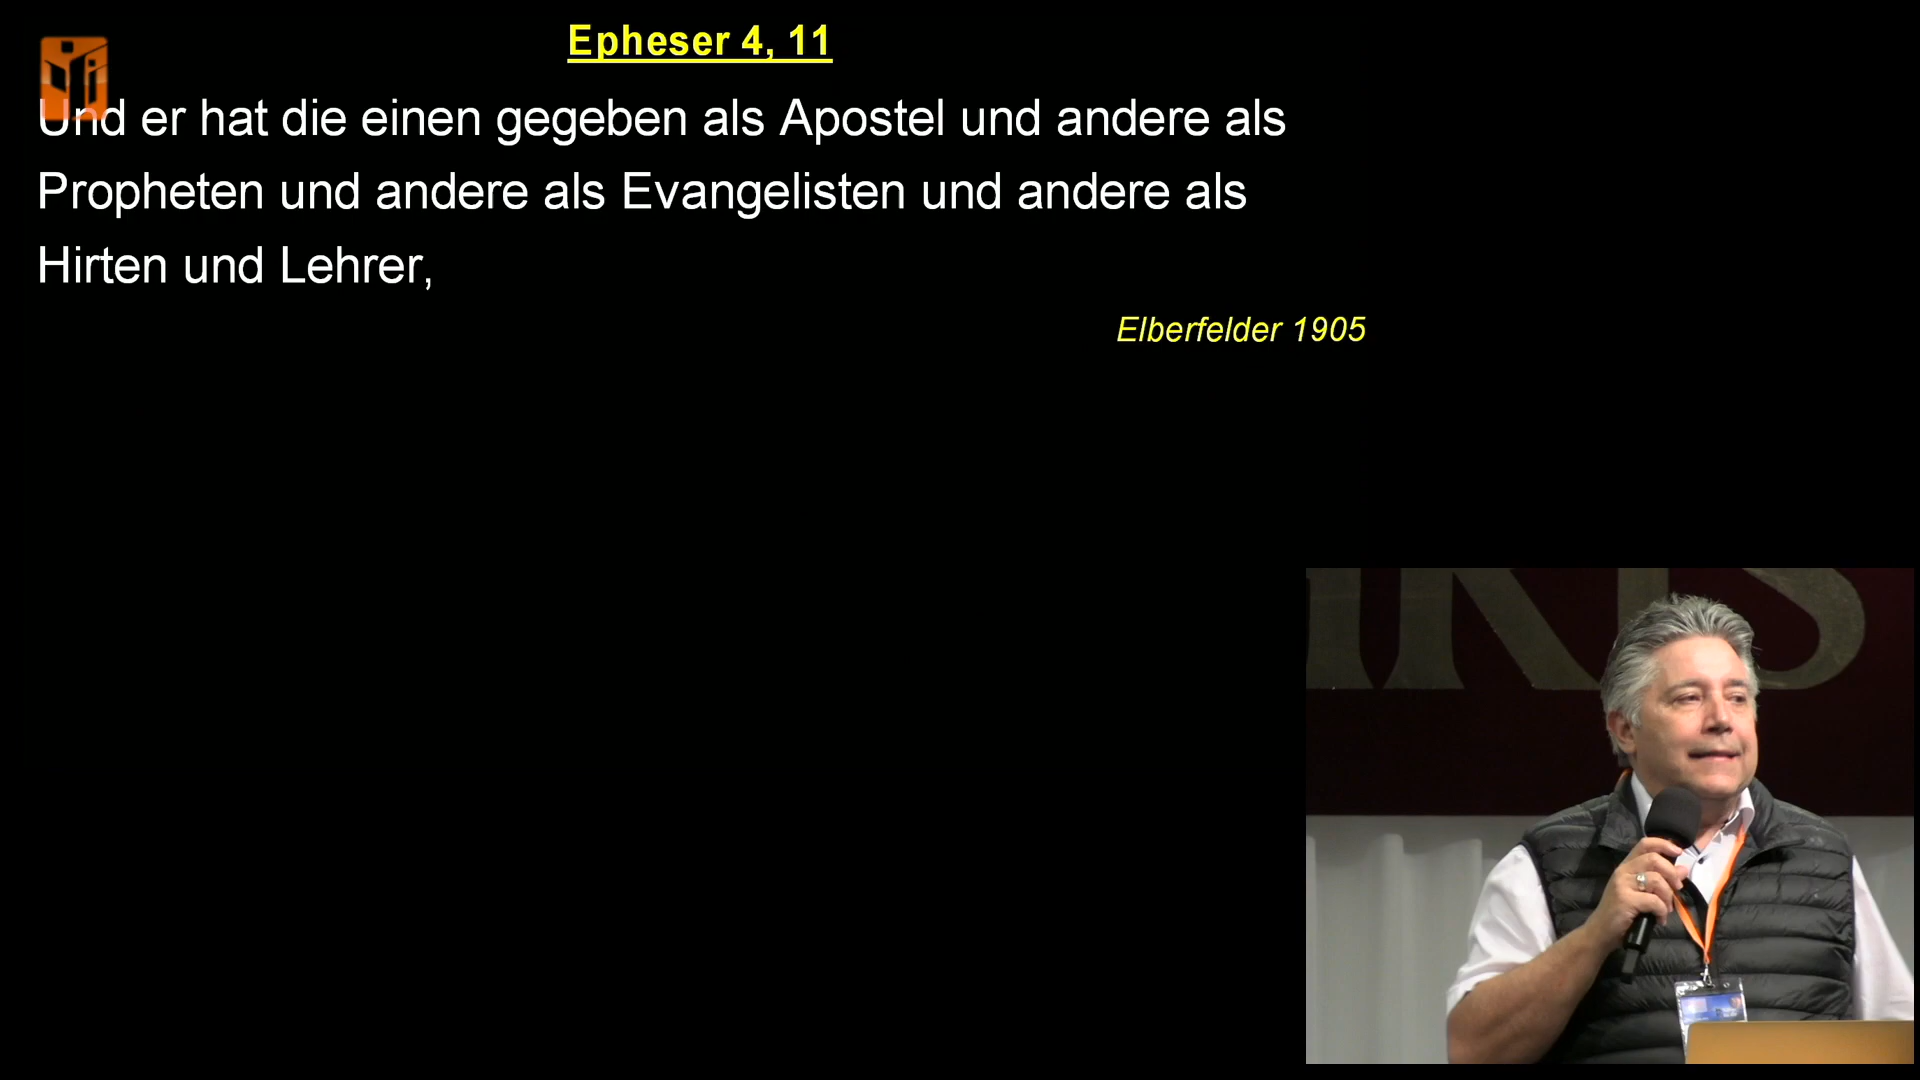 Epheser 4, 11
Und er hat die einen gegeben als Apostel und andere als
Propheten und andere als Evangelisten und andere als
Hirten und Lehrer,
Elberfelder 1905